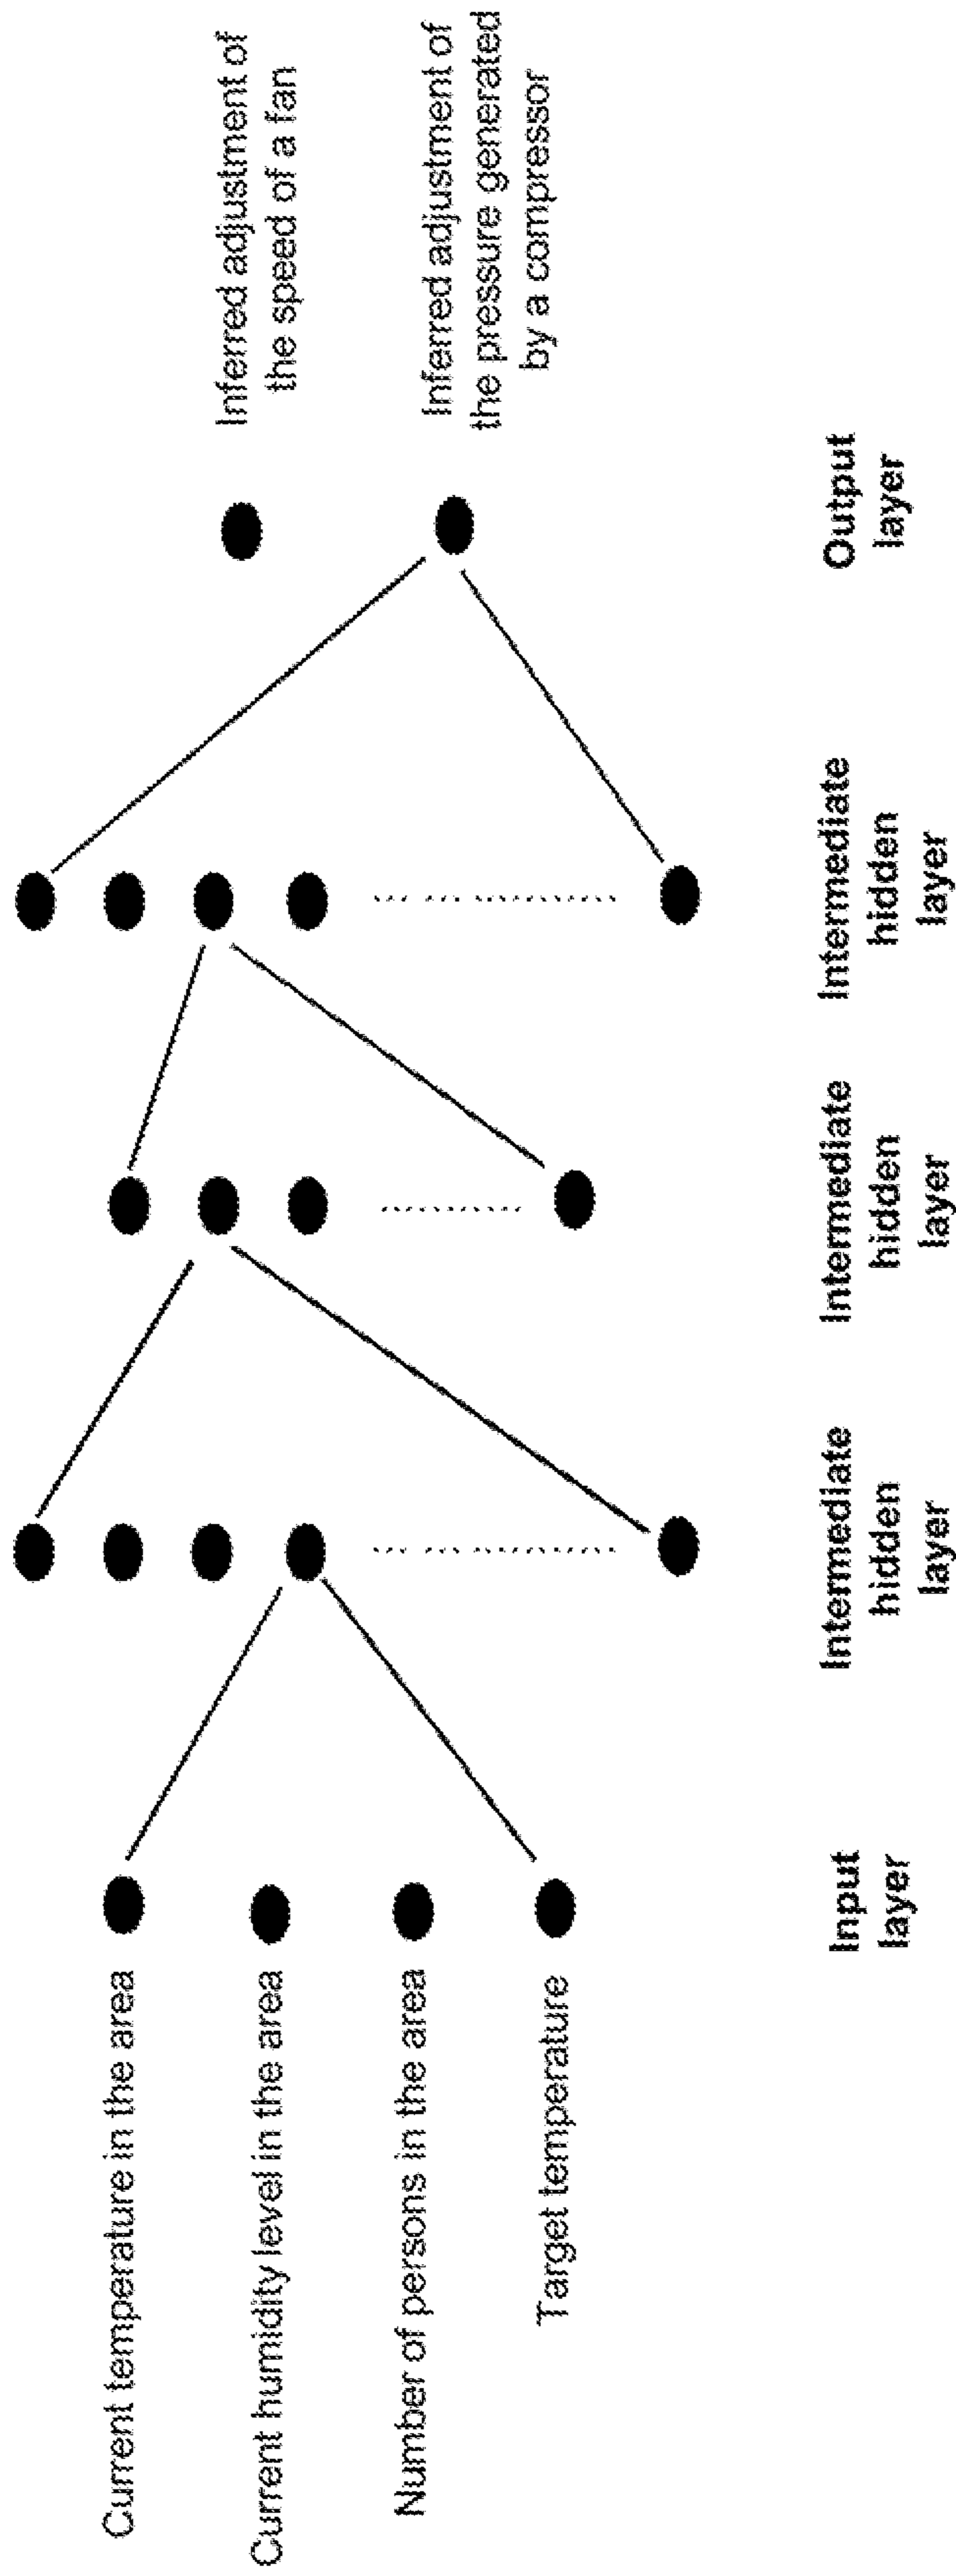 Current temperature in the area
Current humidity level in the area
Number of persons in the area
Target temperature
Inferred adjustment of
the speed of a fan
Inferred adjustment of
the pressure generated
by a compressor
Input
layer
Intermediate
hidden
layer
Intermediate
hidden
layer
Intermediate
hidden
layer
Output
layer